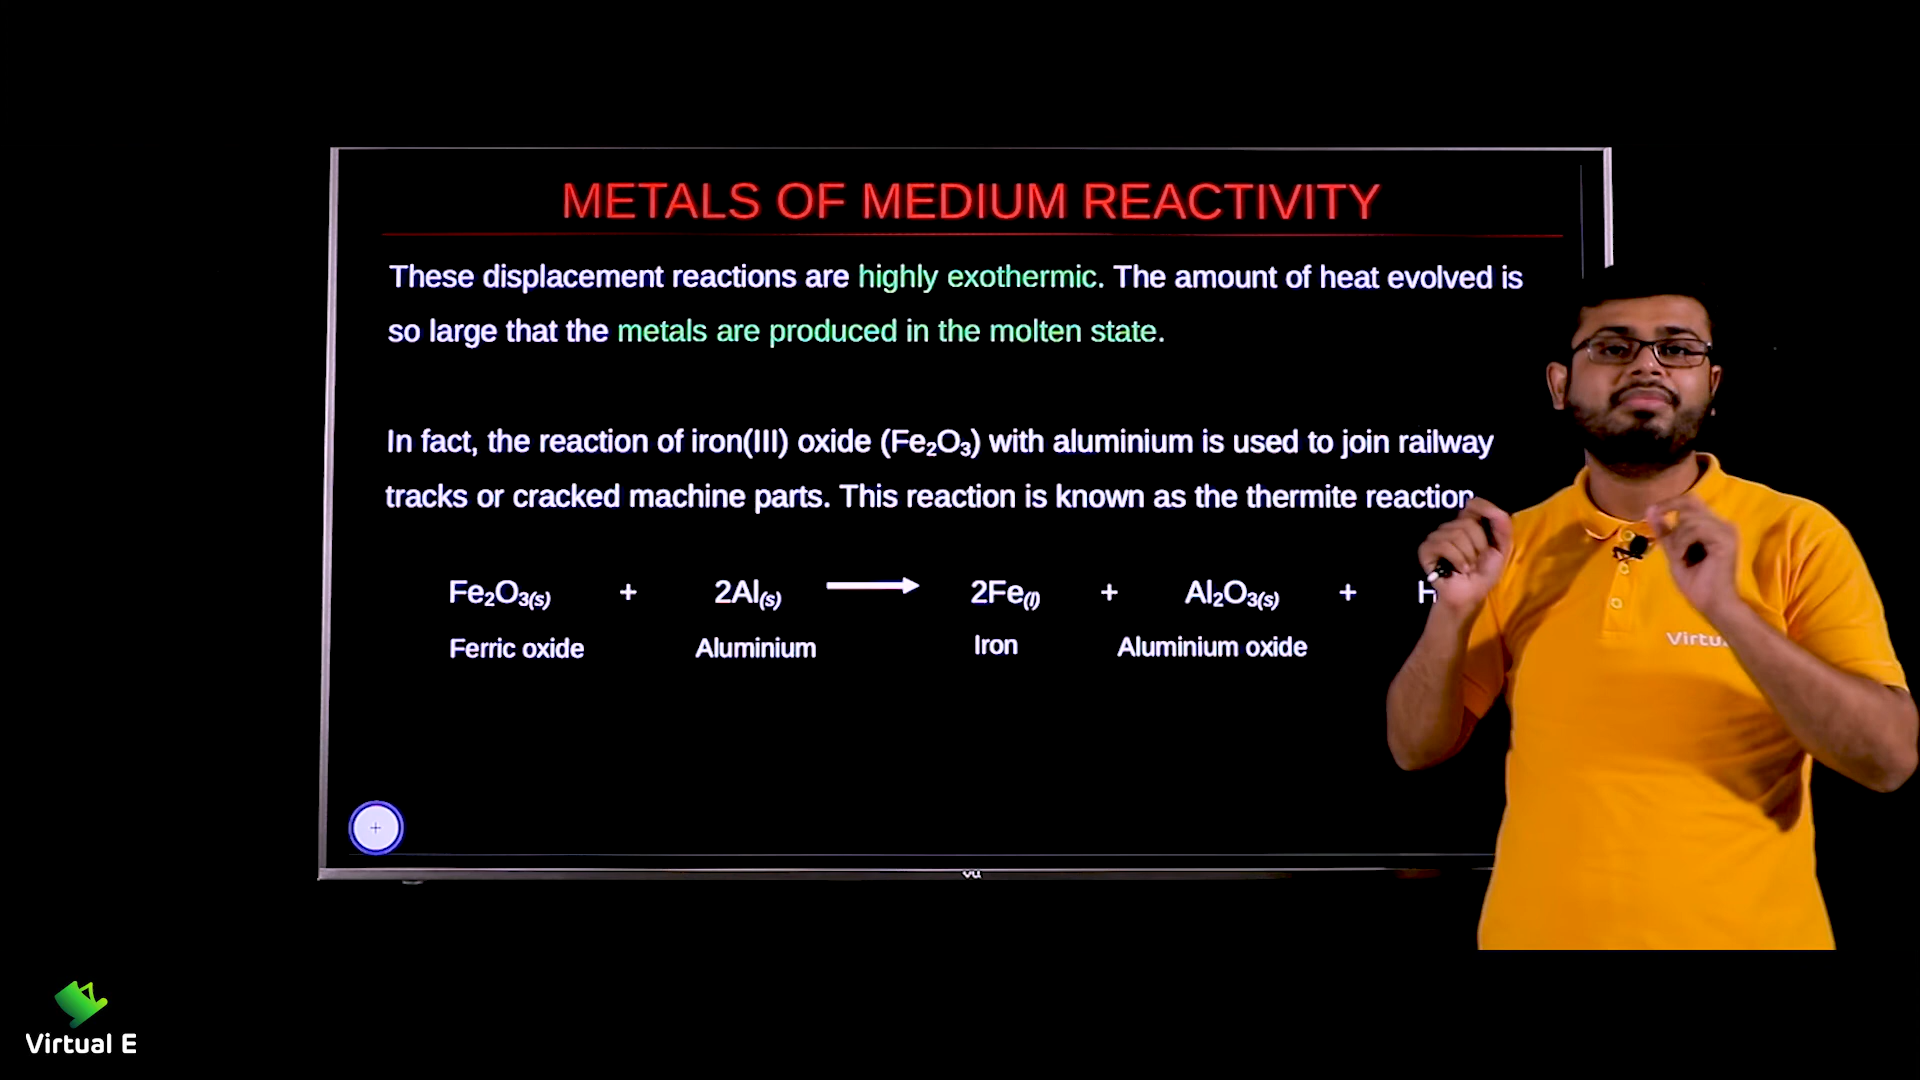 METALS OF MEDIUM REACTIVITY
These displacement reactions are highly exothermic. The amount of heat evolved is
so large that the metals are produced in the molten state.
In fact, the reaction of iron(III) oxide (Fe₂O₃) with aluminium is used to join railway
tracks or cracked machine parts. This reaction is known as the thermite reaction
Fe₂O₃(s) + 2Al(s) → 2Fe(l) + Al₂O₃(s) + H
Ferric oxide Aluminium Iron Aluminium oxide
Virtu
vu
Virtual E